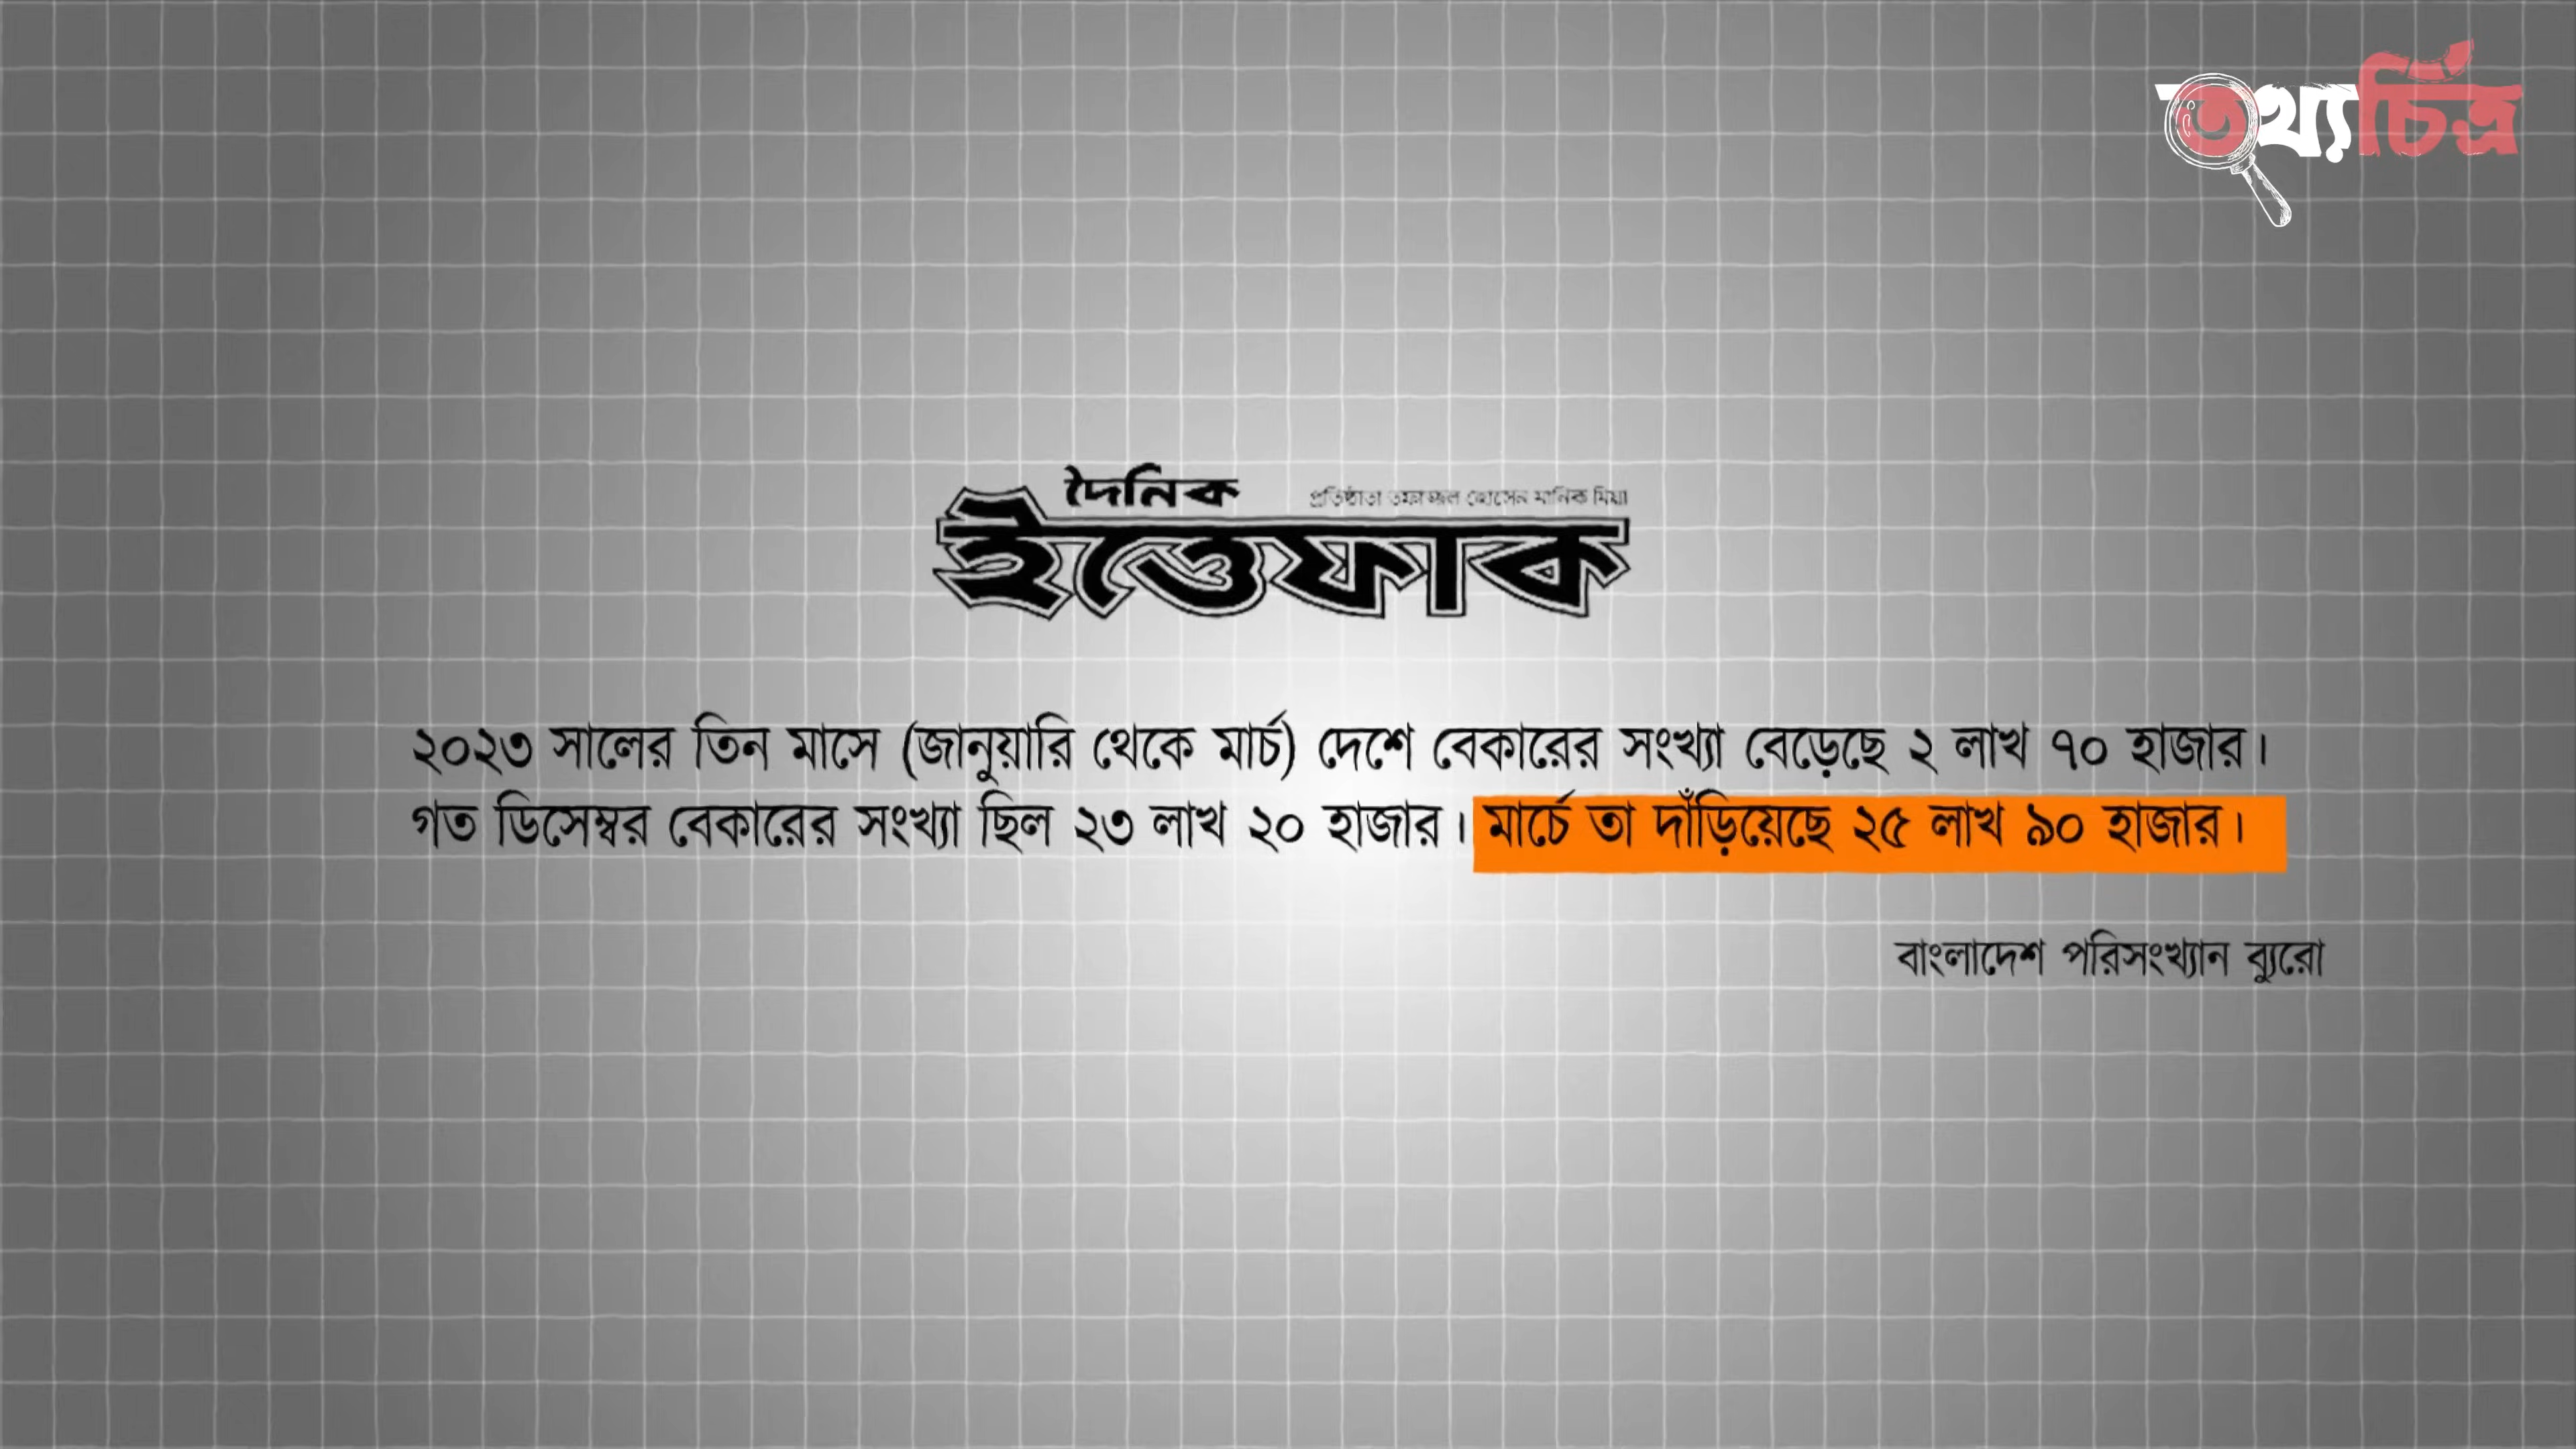 তথ্যচিত্র
দৈনিক
প্রতিষ্ঠাতা তফাজ্জল হোসেন মানিক মিয়া
ইত্তেফাক
২০২৩ সালের তিন মাসে (জানুয়ারি থেকে মার্চ) দেশে বেকারের সংখ্যা বেড়েছে ২ লাখ ৭০ হাজার।
গত ডিসেম্বর বেকারের সংখ্যা ছিল ২৩ লাখ ২০ হাজার। মার্চে তা দাঁড়িয়েছে ২৫ লাখ ৯০ হাজার।
বাংলাদেশ পরিসংখ্যান ব্যুরো